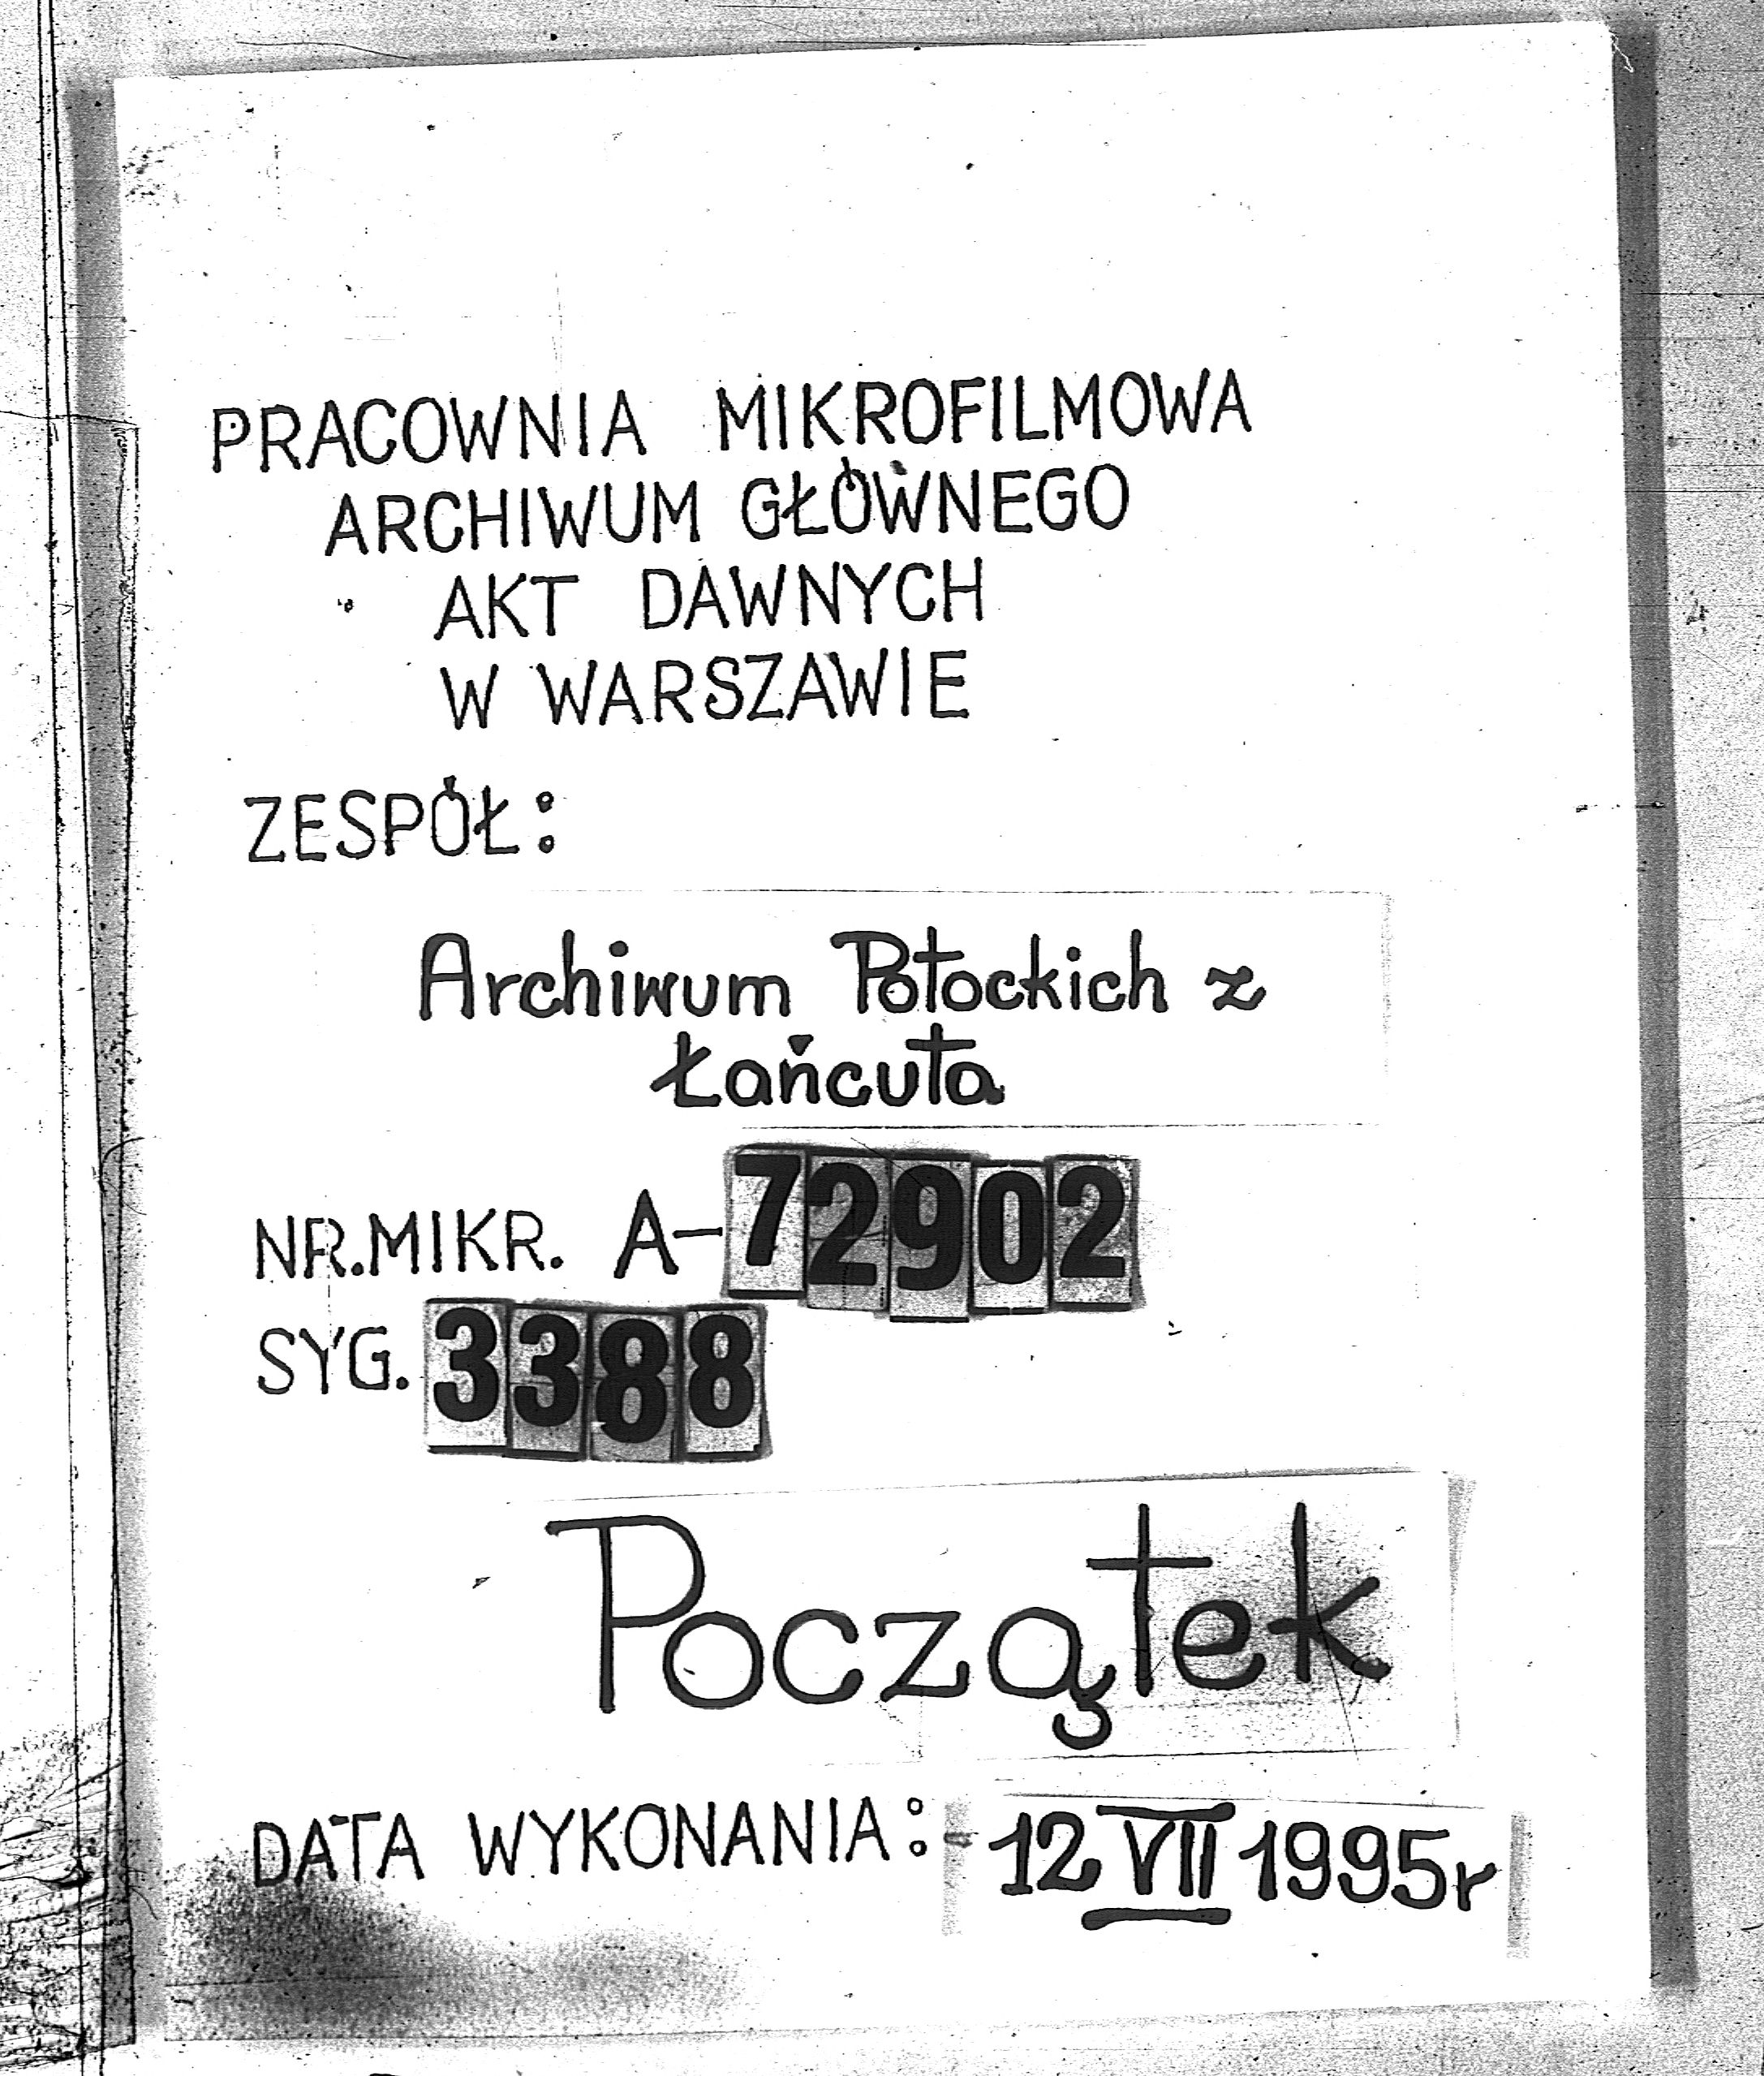 PRACOWNIA MIKROFILMOWA
ARCHIWUM GŁÓWNEGO
AKT DAWNYCH
W WARSZAWIE
ZESPÓŁ:
Archiwum Potockich z
Łańcuta
NR.MIKR. A-72902
SYG. 3388
Początek
DATA WYKONANIA: 12 VII 1995r